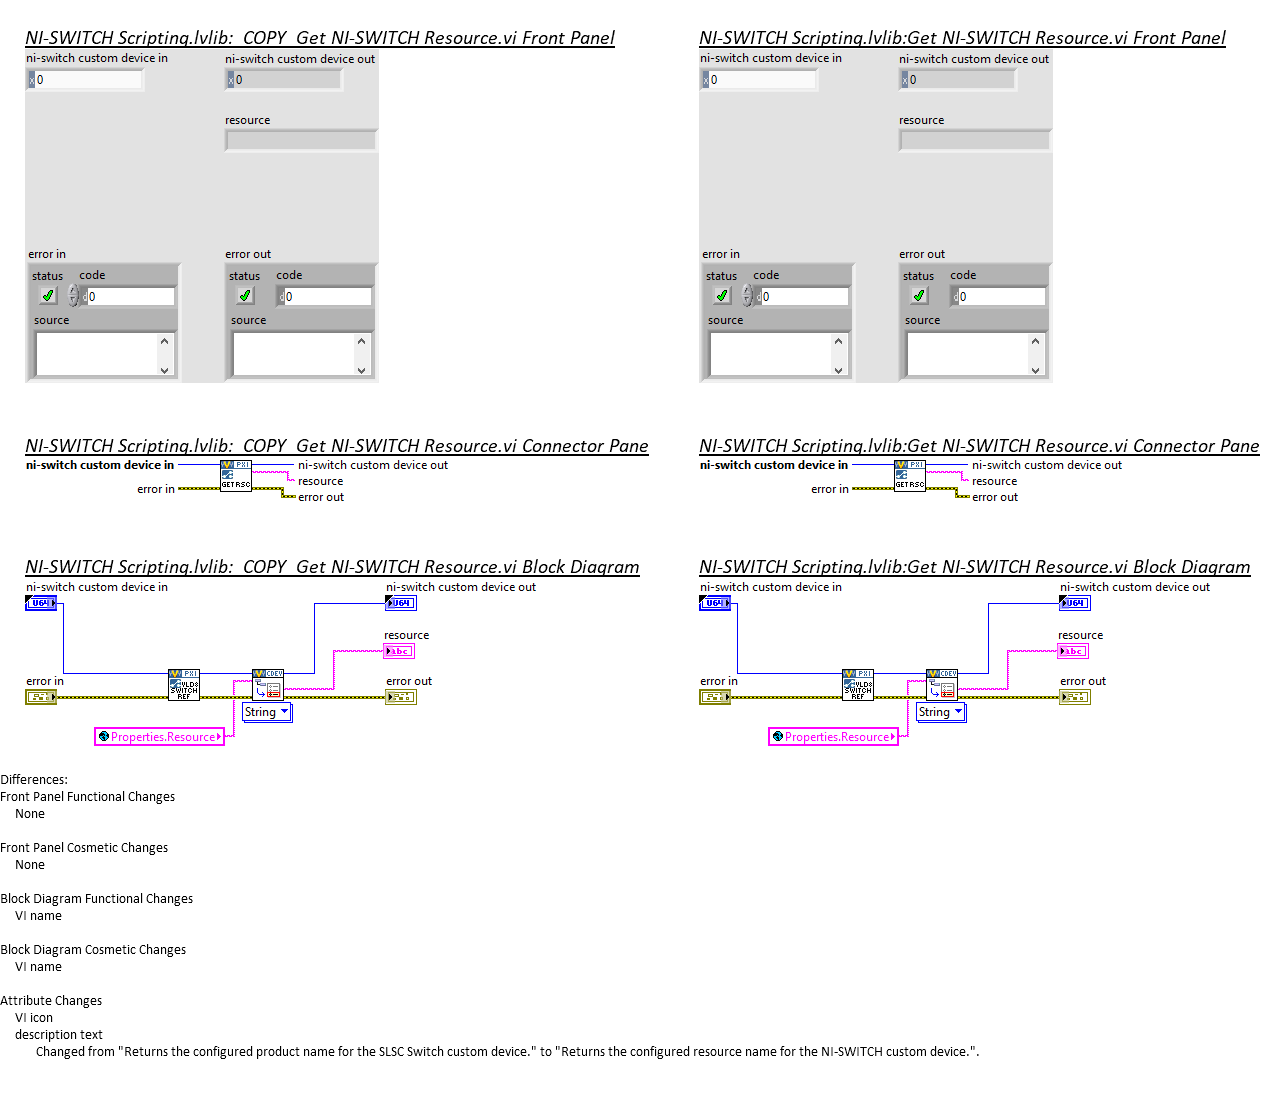 NI-SWITCH Scripting.lvlib:  COPY  Get NI-SWITCH Resource.vi Front Panel
ni-switch custom device in
ni-switch custom device out
x 0
x 0
resource
error in
error out
status code
status code
d 0
d 0
source
source
NI-SWITCH Scripting.lvlib:Get NI-SWITCH Resource.vi Front Panel
ni-switch custom device in
ni-switch custom device out
x 0
x 0
resource
error in
error out
status code
status code
d 0
d 0
source
source
NI-SWITCH Scripting.lvlib:  COPY  Get NI-SWITCH Resource.vi Connector Pane
ni-switch custom device in
PXI
GETRSC
ni-switch custom device out
resource
error in
error out
NI-SWITCH Scripting.lvlib:Get NI-SWITCH Resource.vi Connector Pane
ni-switch custom device in
PXI
GETRSC
ni-switch custom device out
resource
error in
error out
NI-SWITCH Scripting.lvlib:  COPY  Get NI-SWITCH Resource.vi Block Diagram
ni-switch custom device in
ni-switch custom device out
U64
U64
resource
abc
error in
PXI
VLD8
SWITCH
REF
CDEV
error out
String
Properties.Resource
NI-SWITCH Scripting.lvlib:Get NI-SWITCH Resource.vi Block Diagram
ni-switch custom device in
ni-switch custom device out
U64
U64
resource
abc
error in
PXI
VLD8
SWITCH
REF
CDEV
error out
String
Properties.Resource
Differences:
Front Panel Functional Changes
None
Front Panel Cosmetic Changes
None
Block Diagram Functional Changes
VI name
Block Diagram Cosmetic Changes
VI name
Attribute Changes
VI icon
description text
Changed from "Returns the configured product name for the SLSC Switch custom device." to "Returns the configured resource name for the NI-SWITCH custom device.".